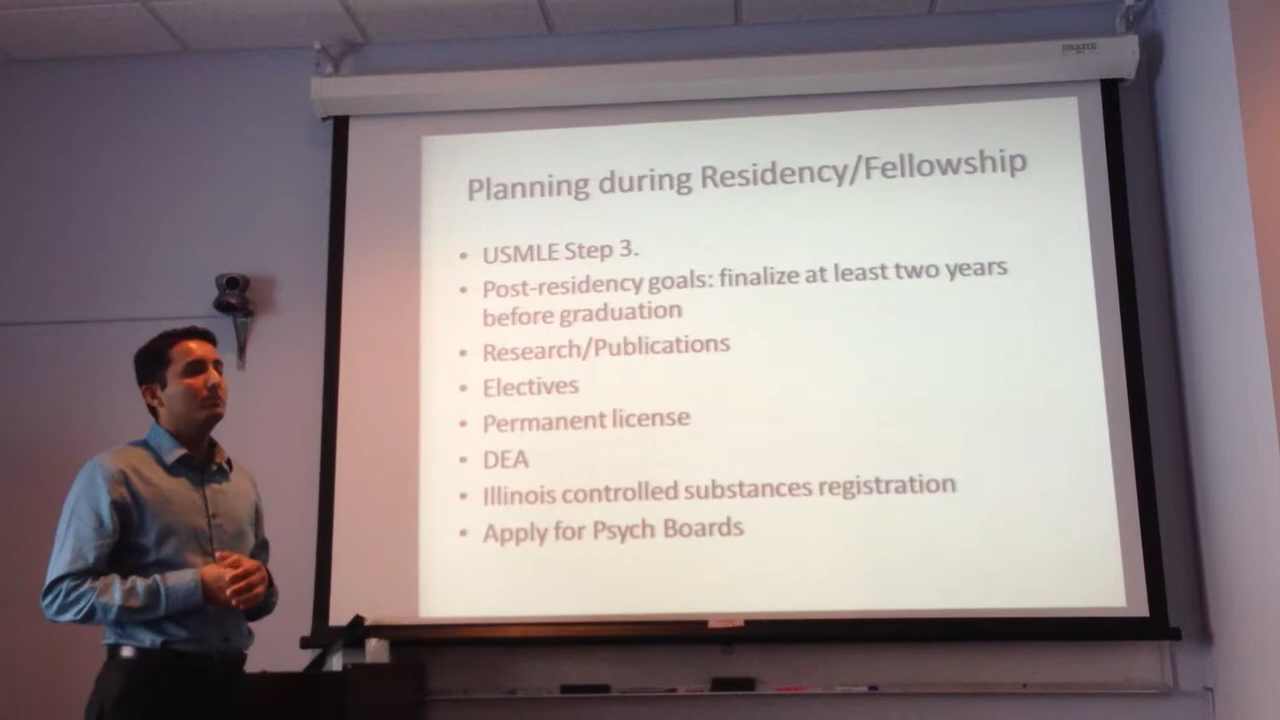 Planning during Residency/Fellowship
• USMLE Step 3.
• Post-residency goals: finalize at least two years
before graduation
• Research/Publications
• Electives
• Permanent license
• DEA
• Illinois controlled substances registration
• Apply for Psych Boards